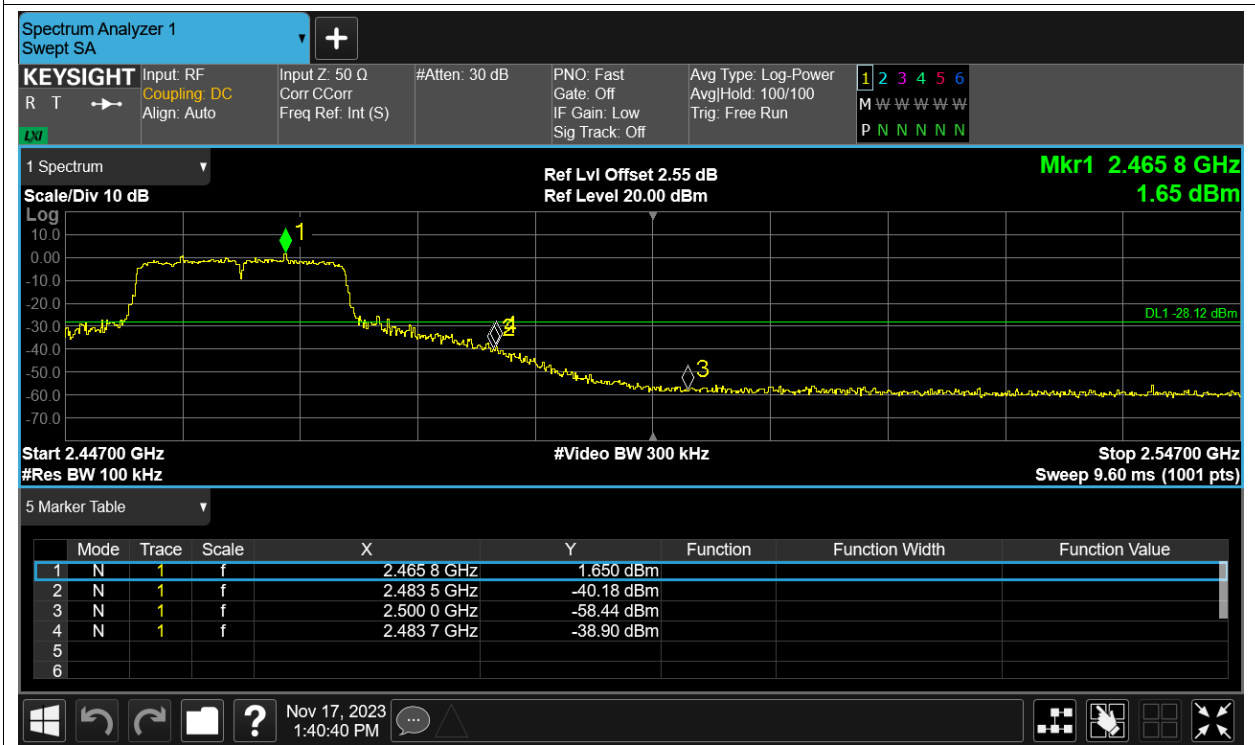 Spectrum Analyzer 1
Swept SA
+
KEYSIGHT Input: RF Input Z: 50 Ω #Atten: 30 dB PNO: Fast Avg Type: Log-Power 1 2 3 4 5 6
R T Coupling: DC Corr CCorr Gate: Off Avg|Hold: 100/100 M W W W W W W
Align: Auto Freq Ref: Int (S) IF Gain: Low Trig: Free Run
LXI Sig Track: Off P N N N N N
1 Spectrum Ref Lvl Offset 2.55 dB Mkr1 2.465 8 GHz
Scale/Div 10 dB Ref Level 20.00 dBm 1.65 dBm
Log
10.0
1
0.00
-10.0
-20.0
DL1 -28.12 dBm
-30.0
-40.0
-50.0
3
-60.0
-70.0
Start 2.44700 GHz #Video BW 300 kHz Stop 2.54700 GHz
#Res BW 100 kHz Sweep 9.60 ms (1001 pts)
5 Marker Table
Mode Trace Scale X Y Function Function Width Function Value
1 N 1 f 2.465 8 GHz 1.650 dBm
2 N 1 f 2.483 5 GHz -40.18 dBm
3 N 1 f 2.500 0 GHz -58.44 dBm
4 N 1 f 2.483 7 GHz -38.90 dBm
5
6
? Nov 17, 2023
1:40:40 PM